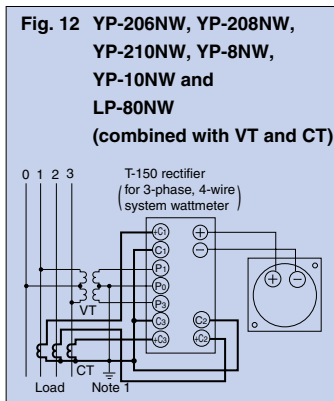 Fig. 12 YP-206NW, YP-208NW,
YP-210NW, YP-8NW,
YP-10NW and
LP-80NW
(combined with VT and CT)
0 1 2 3
T-150 rectifier
(for 3-phase, 4-wire
system wattmeter)
+C1
C1
P1
P0
P3
C3
+C3
+
−
C2
+C2
+ −
VT
CT
Load
Note 1